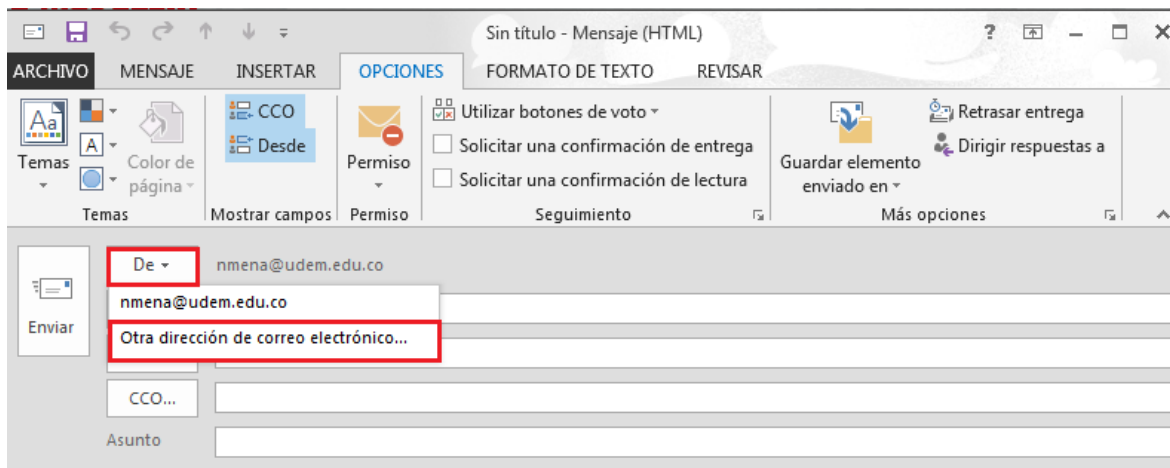 Sin título - Mensaje (HTML)
?
ARCHIVO MENSAJE INSERTAR OPCIONES FORMATO DE TEXTO REVISAR
Aa
Temas
A
Color de
página
Temas
CCO
Desde
Mostrar campos
Permiso
Permiso
Utilizar botones de voto
Solicitar una confirmación de entrega
Solicitar una confirmación de lectura
Seguimiento
Guardar elemento
enviado en
Retrasar entrega
Dirigir respuestas a
Más opciones
Enviar
De nmena@udem.edu.co
nmena@udem.edu.co
Otra dirección de correo electrónico...
CCO...
Asunto